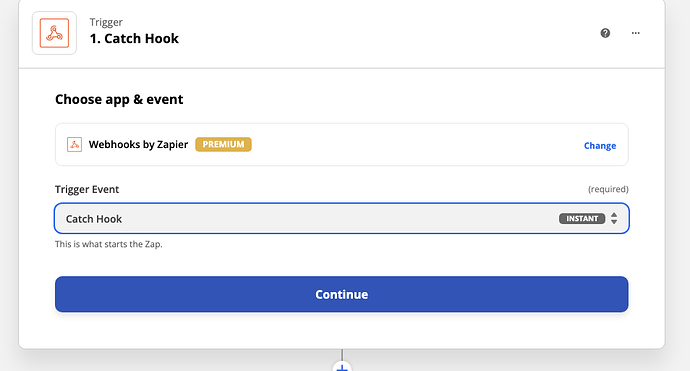 Trigger
1. Catch Hook
Choose app & event
Webhooks by Zapier PREMIUM Change
Trigger Event (required)
Catch Hook INSTANT
This is what starts the Zap.
Continue